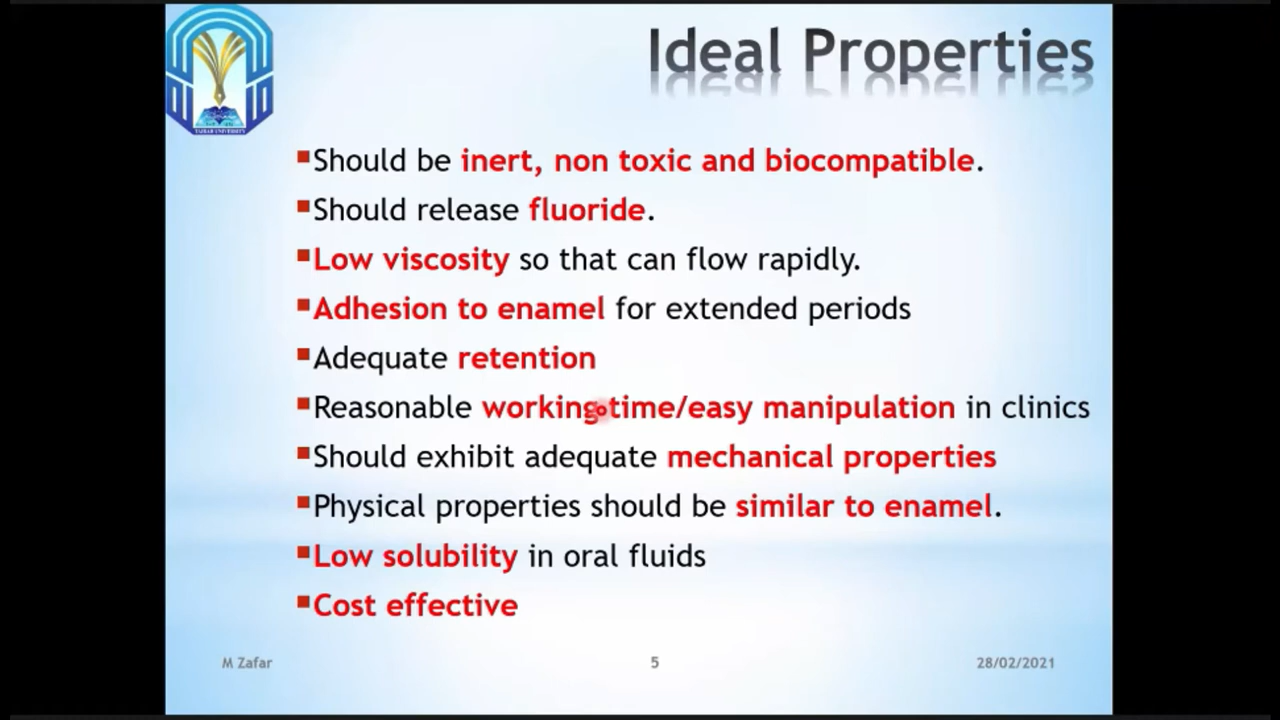 Ideal Properties
TAIBAH UNIVERSITY
Should be inert, non toxic and biocompatible.
Should release fluoride.
Low viscosity so that can flow rapidly.
Adhesion to enamel for extended periods
Adequate retention
Reasonable working time/easy manipulation in clinics
Should exhibit adequate mechanical properties
Physical properties should be similar to enamel.
Low solubility in oral fluids
Cost effective
M Zafar 5 28/02/2021